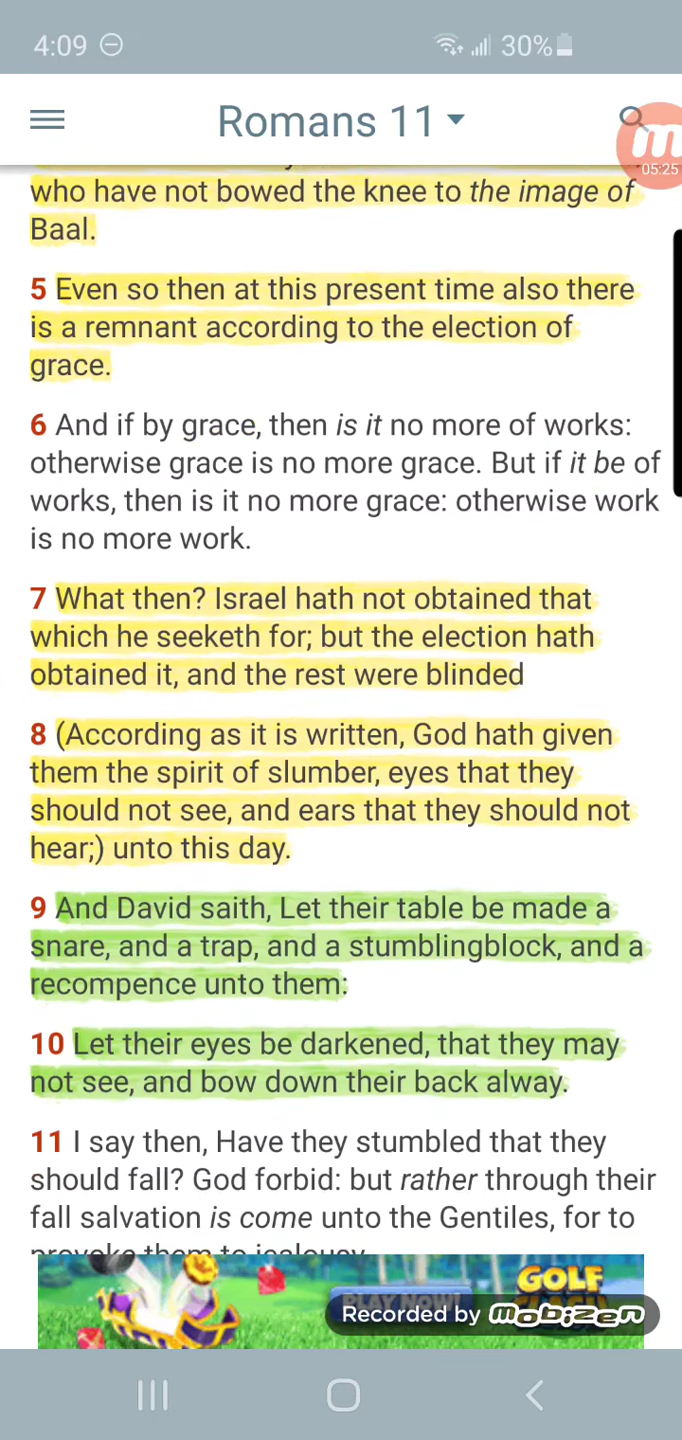 4:09
30%
Romans 11
05:25
who have not bowed the knee to the image of
Baal.
5 Even so then at this present time also there
is a remnant according to the election of
grace.
6 And if by grace, then is it no more of works:
otherwise grace is no more grace. But if it be of
works, then is it no more grace: otherwise work
is no more work.
7 What then? Israel hath not obtained that
which he seeketh for; but the election hath
obtained it, and the rest were blinded
8 (According as it is written, God hath given
them the spirit of slumber, eyes that they
should not see, and ears that they should not
hear;) unto this day.
9 And David saith, Let their table be made a
snare, and a trap, and a stumblingblock, and a
recompence unto them:
10 Let their eyes be darkened, that they may
not see, and bow down their back alway.
11 I say then, Have they stumbled that they
should fall? God forbid: but rather through their
fall salvation is come unto the Gentiles, for to
provoke them to jealousy.
GOLF
PLAY NOW!
Recorded by mobizen